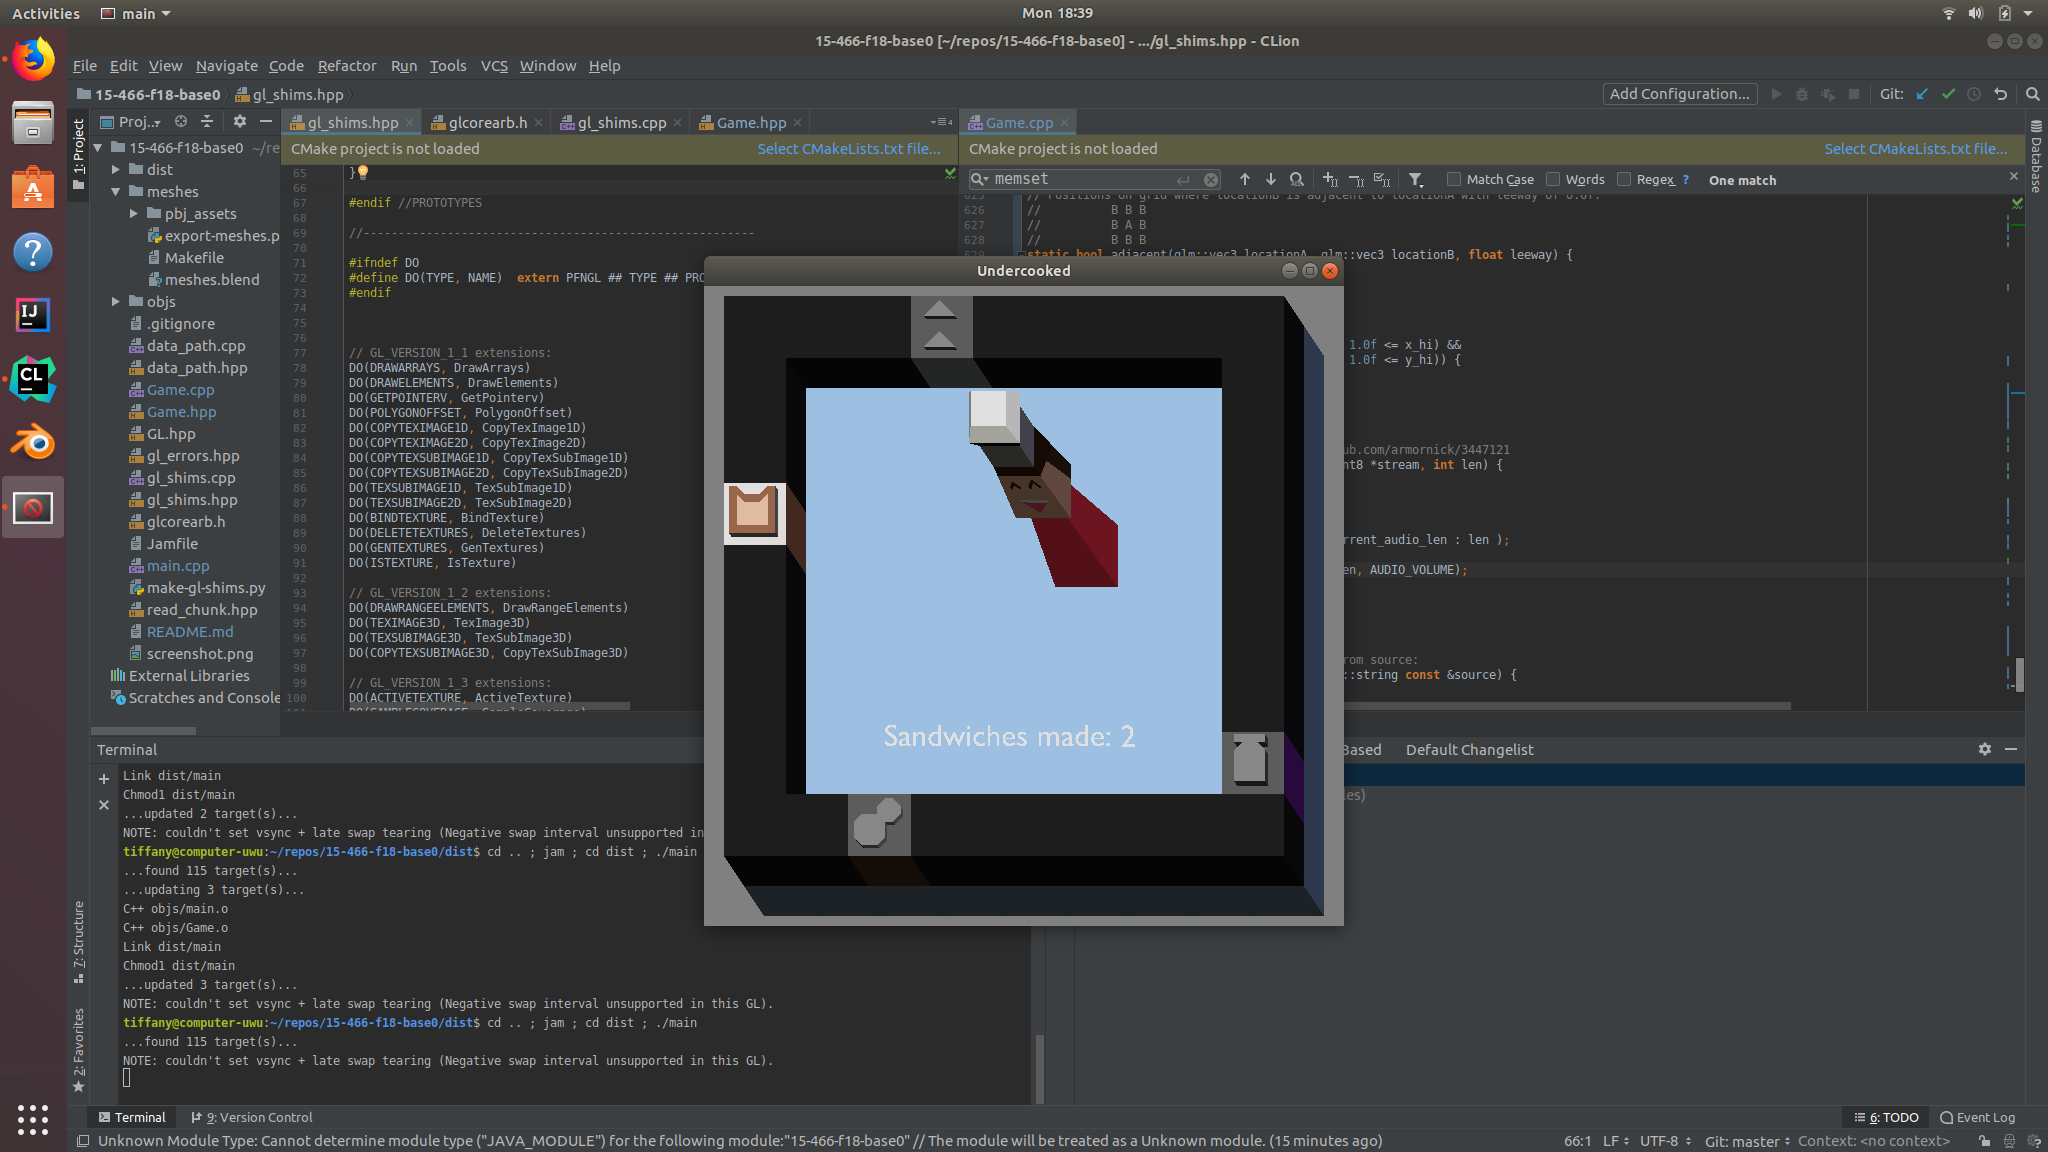 Activities
main
Mon 18:39
15-466-f18-base0 [~/repos/15-466-f18-base0] - .../gl_shims.hpp - CLion
File Edit View Navigate Code Refactor Run Tools VCS Window Help
15-466-f18-base0 gl_shims.hpp
Add Configuration...
Git:
1: Project
Proj..
gl_shims.hpp glcorearb.h gl_shims.cpp Game.hpp
Game.cpp
Database
15-466-f18-base0 ~/re
dist
meshes
pbj_assets
export-meshes.p
Makefile
meshes.blend
objs
.gitignore
data_path.cpp
data_path.hpp
Game.cpp
Game.hpp
GL.hpp
gl_errors.hpp
gl_shims.cpp
gl_shims.hpp
glcorearb.h
Jamfile
main.cpp
make-gl-shims.py
read_chunk.hpp
README.md
screenshot.png
External Libraries
Scratches and Console
CMake project is not loaded
Select CMakeLists.txt file...
65 }
66
67 #endif //PROTOTYPES
68
69 //--------------------------------------------------------
70
71 #ifndef DO
72 #define DO(TYPE, NAME) extern PFNGL ## TYPE ## PRO
73 #endif
74
75
76
77 // GL_VERSION_1_1 extensions:
78 DO(DRAWARRAYS, DrawArrays)
79 DO(DRAWELEMENTS, DrawElements)
80 DO(GETPOINTERV, GetPointerv)
81 DO(POLYGONOFFSET, PolygonOffset)
82 DO(COPYTEXIMAGE1D, CopyTexImage1D)
83 DO(COPYTEXIMAGE2D, CopyTexImage2D)
84 DO(COPYTEXSUBIMAGE1D, CopyTexSubImage1D)
85 DO(COPYTEXSUBIMAGE2D, CopyTexSubImage2D)
86 DO(TEXSUBIMAGE1D, TexSubImage1D)
87 DO(TEXSUBIMAGE2D, TexSubImage2D)
88 DO(BINDTEXTURE, BindTexture)
89 DO(DELETETEXTURES, DeleteTextures)
90 DO(GENTEXTURES, GenTextures)
91 DO(ISTEXTURE, IsTexture)
92
93 // GL_VERSION_1_2 extensions:
94 DO(DRAWRANGEELEMENTS, DrawRangeElements)
95 DO(TEXIMAGE3D, TexImage3D)
96 DO(TEXSUBIMAGE3D, TexSubImage3D)
97 DO(COPYTEXSUBIMAGE3D, CopyTexSubImage3D)
98
99 // GL_VERSION_1_3 extensions:
100 DO(ACTIVETEXTURE, ActiveTexture)
CMake project is not loaded
Select CMakeLists.txt file...
memset
Match Case Words Regex ? One match
626 // B B B
627 // B A B
628 // B B B
static bool adjacent(glm::vec3 locationA, glm::vec3 locationB, float leeway) {
1.0f <= x_hi) &&
1.0f <= y_hi)) {
ub.com/armornick/3447121
nt8 *stream, int len) {
rrent_audio_len : len );
en, AUDIO_VOLUME);
rom source:
::string const &source) {
Undercooked
Sandwiches made: 2
Based Default Changelist
les)
Terminal
Link dist/main
Chmod1 dist/main
...updated 2 target(s)...
NOTE: couldn't set vsync + late swap tearing (Negative swap interval unsupported in
tiffany@computer-uwu:~/repos/15-466-f18-base0/dist$ cd .. ; jam ; cd dist ; ./main
...found 115 target(s)...
...updating 3 target(s)...
C++ objs/main.o
C++ objs/Game.o
Link dist/main
Chmod1 dist/main
...updated 3 target(s)...
NOTE: couldn't set vsync + late swap tearing (Negative swap interval unsupported in this GL).
tiffany@computer-uwu:~/repos/15-466-f18-base0/dist$ cd .. ; jam ; cd dist ; ./main
...found 115 target(s)...
NOTE: couldn't set vsync + late swap tearing (Negative swap interval unsupported in this GL).
7: Structure
2: Favorites
Terminal 9: Version Control
6: TODO Event Log
Unknown Module Type: Cannot determine module type ("JAVA_MODULE") for the following module:"15-466-f18-base0" // The module will be treated as a Unknown module. (15 minutes ago)
66:1 LF UTF-8 Git: master Context: <no context>